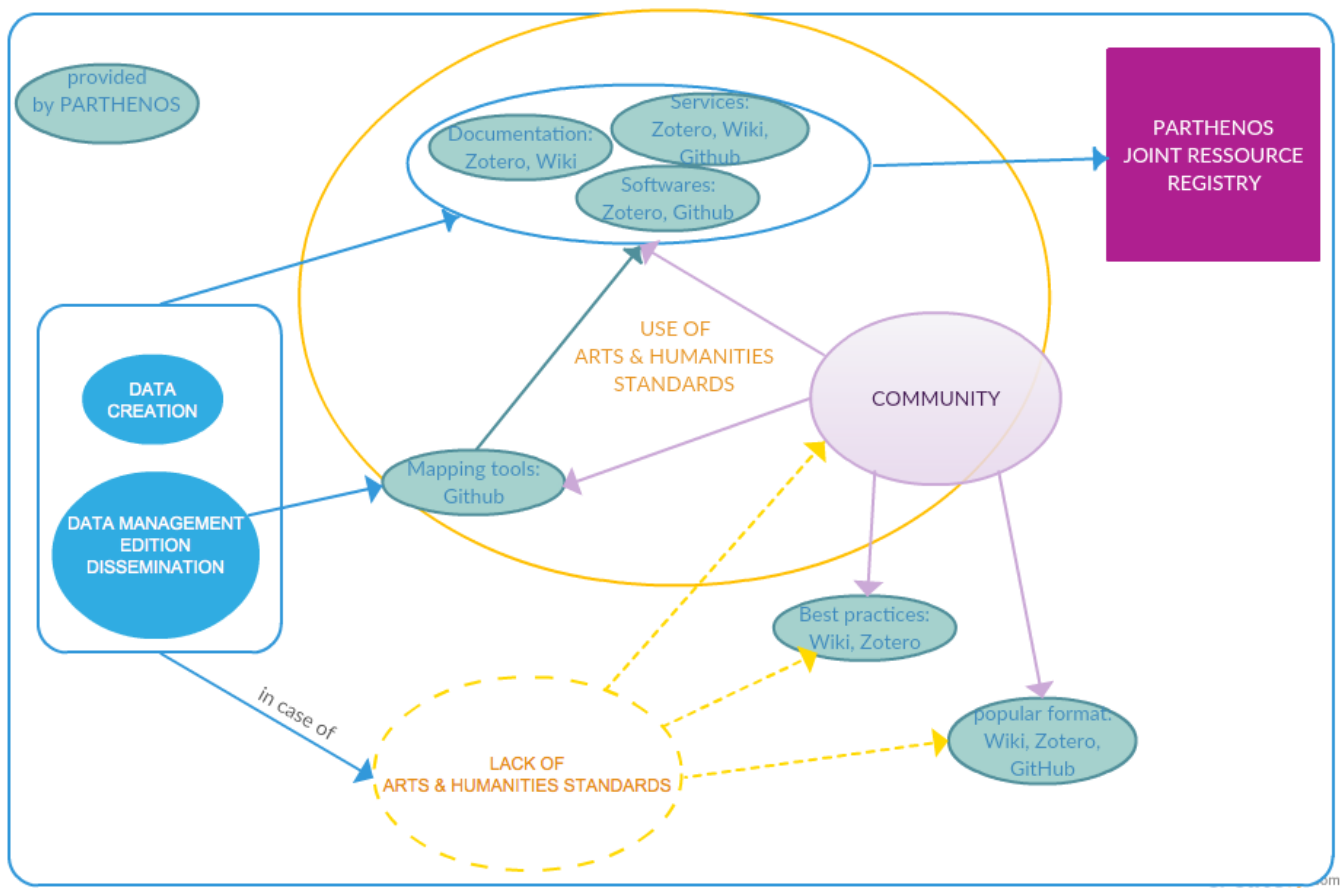 provided
by PARTHENOS
Documentation:
Zotero, Wiki
Services:
Zotero, Wiki,
Github
Softwares:
Zotero, Github
PARTHENOS
JOINT RESSOURCE
REGISTRY
USE OF
ARTS & HUMANITIES
STANDARDS
COMMUNITY
DATA
CREATION
Mapping tools:
Github
DATA MANAGEMENT
EDITION
DISSEMINATION
Best practices:
Wiki, Zotero
in case of
popular format:
Wiki, Zotero,
GitHub
LACK OF
ARTS & HUMANITIES STANDARDS